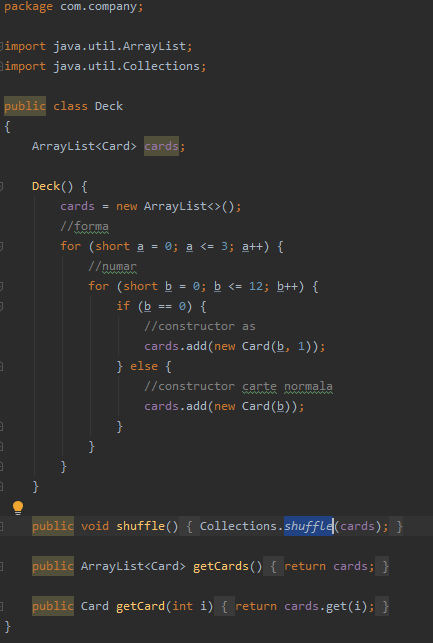 package com.company;
import java.util.ArrayList;
import java.util.Collections;
public class Deck
{
ArrayList<Card> cards;
Deck() {
cards = new ArrayList<>();
//forma
for (short a = 0; a <= 3; a++) {
//numar
for (short b = 0; b <= 12; b++) {
if (b == 0) {
//constructor as
cards.add(new Card(b, 1));
} else {
//constructor carte normala
cards.add(new Card(b));
}
}
}
}
public void shuffle() { Collections.shuffle(cards); }
public ArrayList<Card> getCards() { return cards; }
public Card getCard(int i) { return cards.get(i); }
}